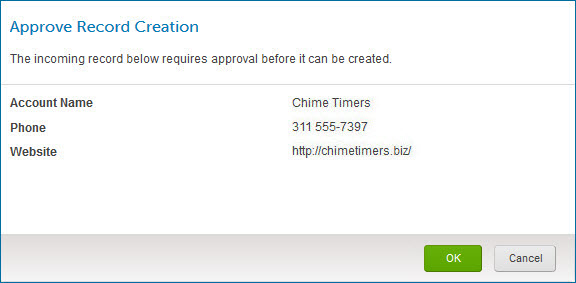 Approve Record Creation
The incoming record below requires approval before it can be created.
Account Name Chime Timers
Phone 311 555-7397
Website http://chimetimers.biz/
OK Cancel